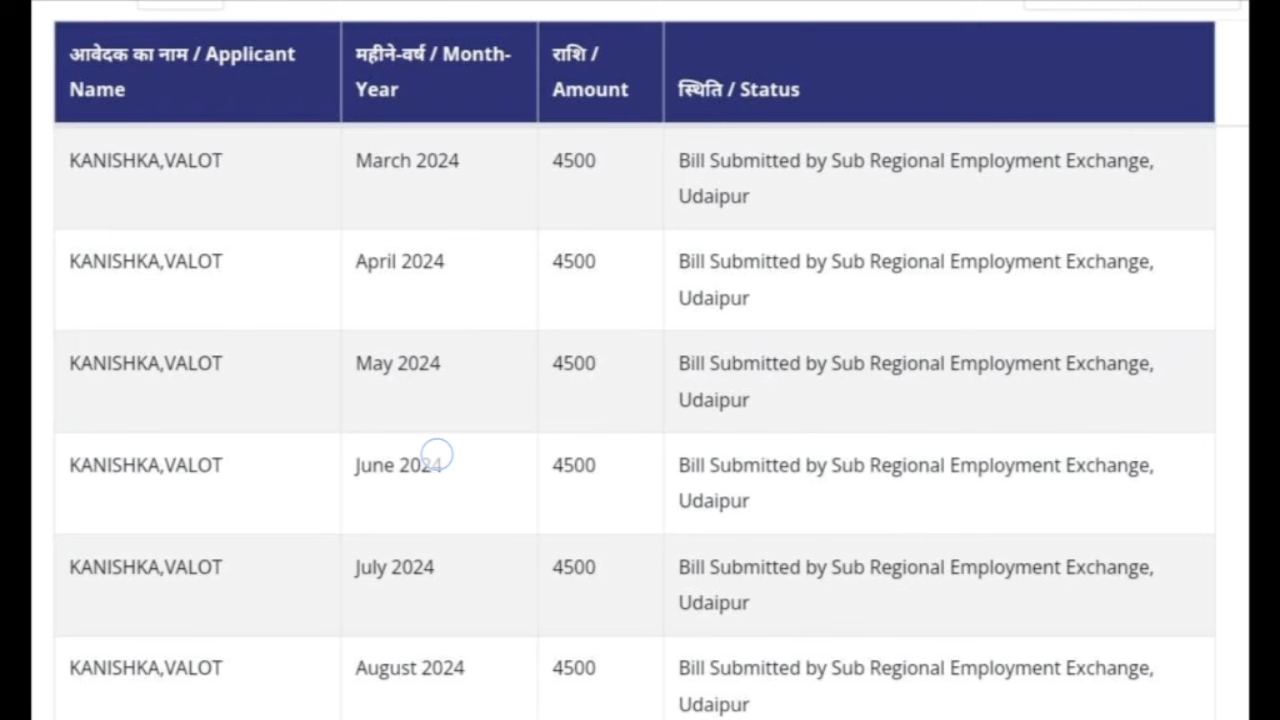 आवेदक का नाम / Applicant Name
महीने-वर्ष / Month-Year
राशि / Amount
स्थिति / Status
KANISHKA,VALOT
March 2024
4500
Bill Submitted by Sub Regional Employment Exchange,
Udaipur
KANISHKA,VALOT
April 2024
4500
Bill Submitted by Sub Regional Employment Exchange,
Udaipur
KANISHKA,VALOT
May 2024
4500
Bill Submitted by Sub Regional Employment Exchange,
Udaipur
KANISHKA,VALOT
June 2024
4500
Bill Submitted by Sub Regional Employment Exchange,
Udaipur
KANISHKA,VALOT
July 2024
4500
Bill Submitted by Sub Regional Employment Exchange,
Udaipur
KANISHKA,VALOT
August 2024
4500
Bill Submitted by Sub Regional Employment Exchange,
Udaipur